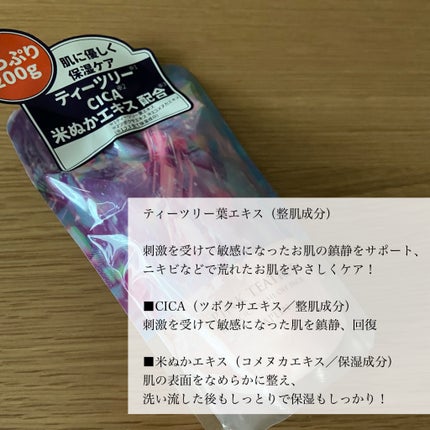 っぷり
200g
肌に優しく
保湿ケア
ティーツリー
CICA
米ぬかエキス配合
ティーツリー葉エキス（整肌成分）
刺激を受けて敏感になったお肌の鎮静をサポート、
ニキビなどで荒れたお肌をやさしくケア！
■CICA（ツボクサエキス／整肌成分）
刺激を受けて敏感になった肌を鎮静、回復
■米ぬかエキス（コメヌカエキス／保湿成分）
肌の表面をなめらかに整え、
洗い流した後もしっとりで保湿もしっかり！